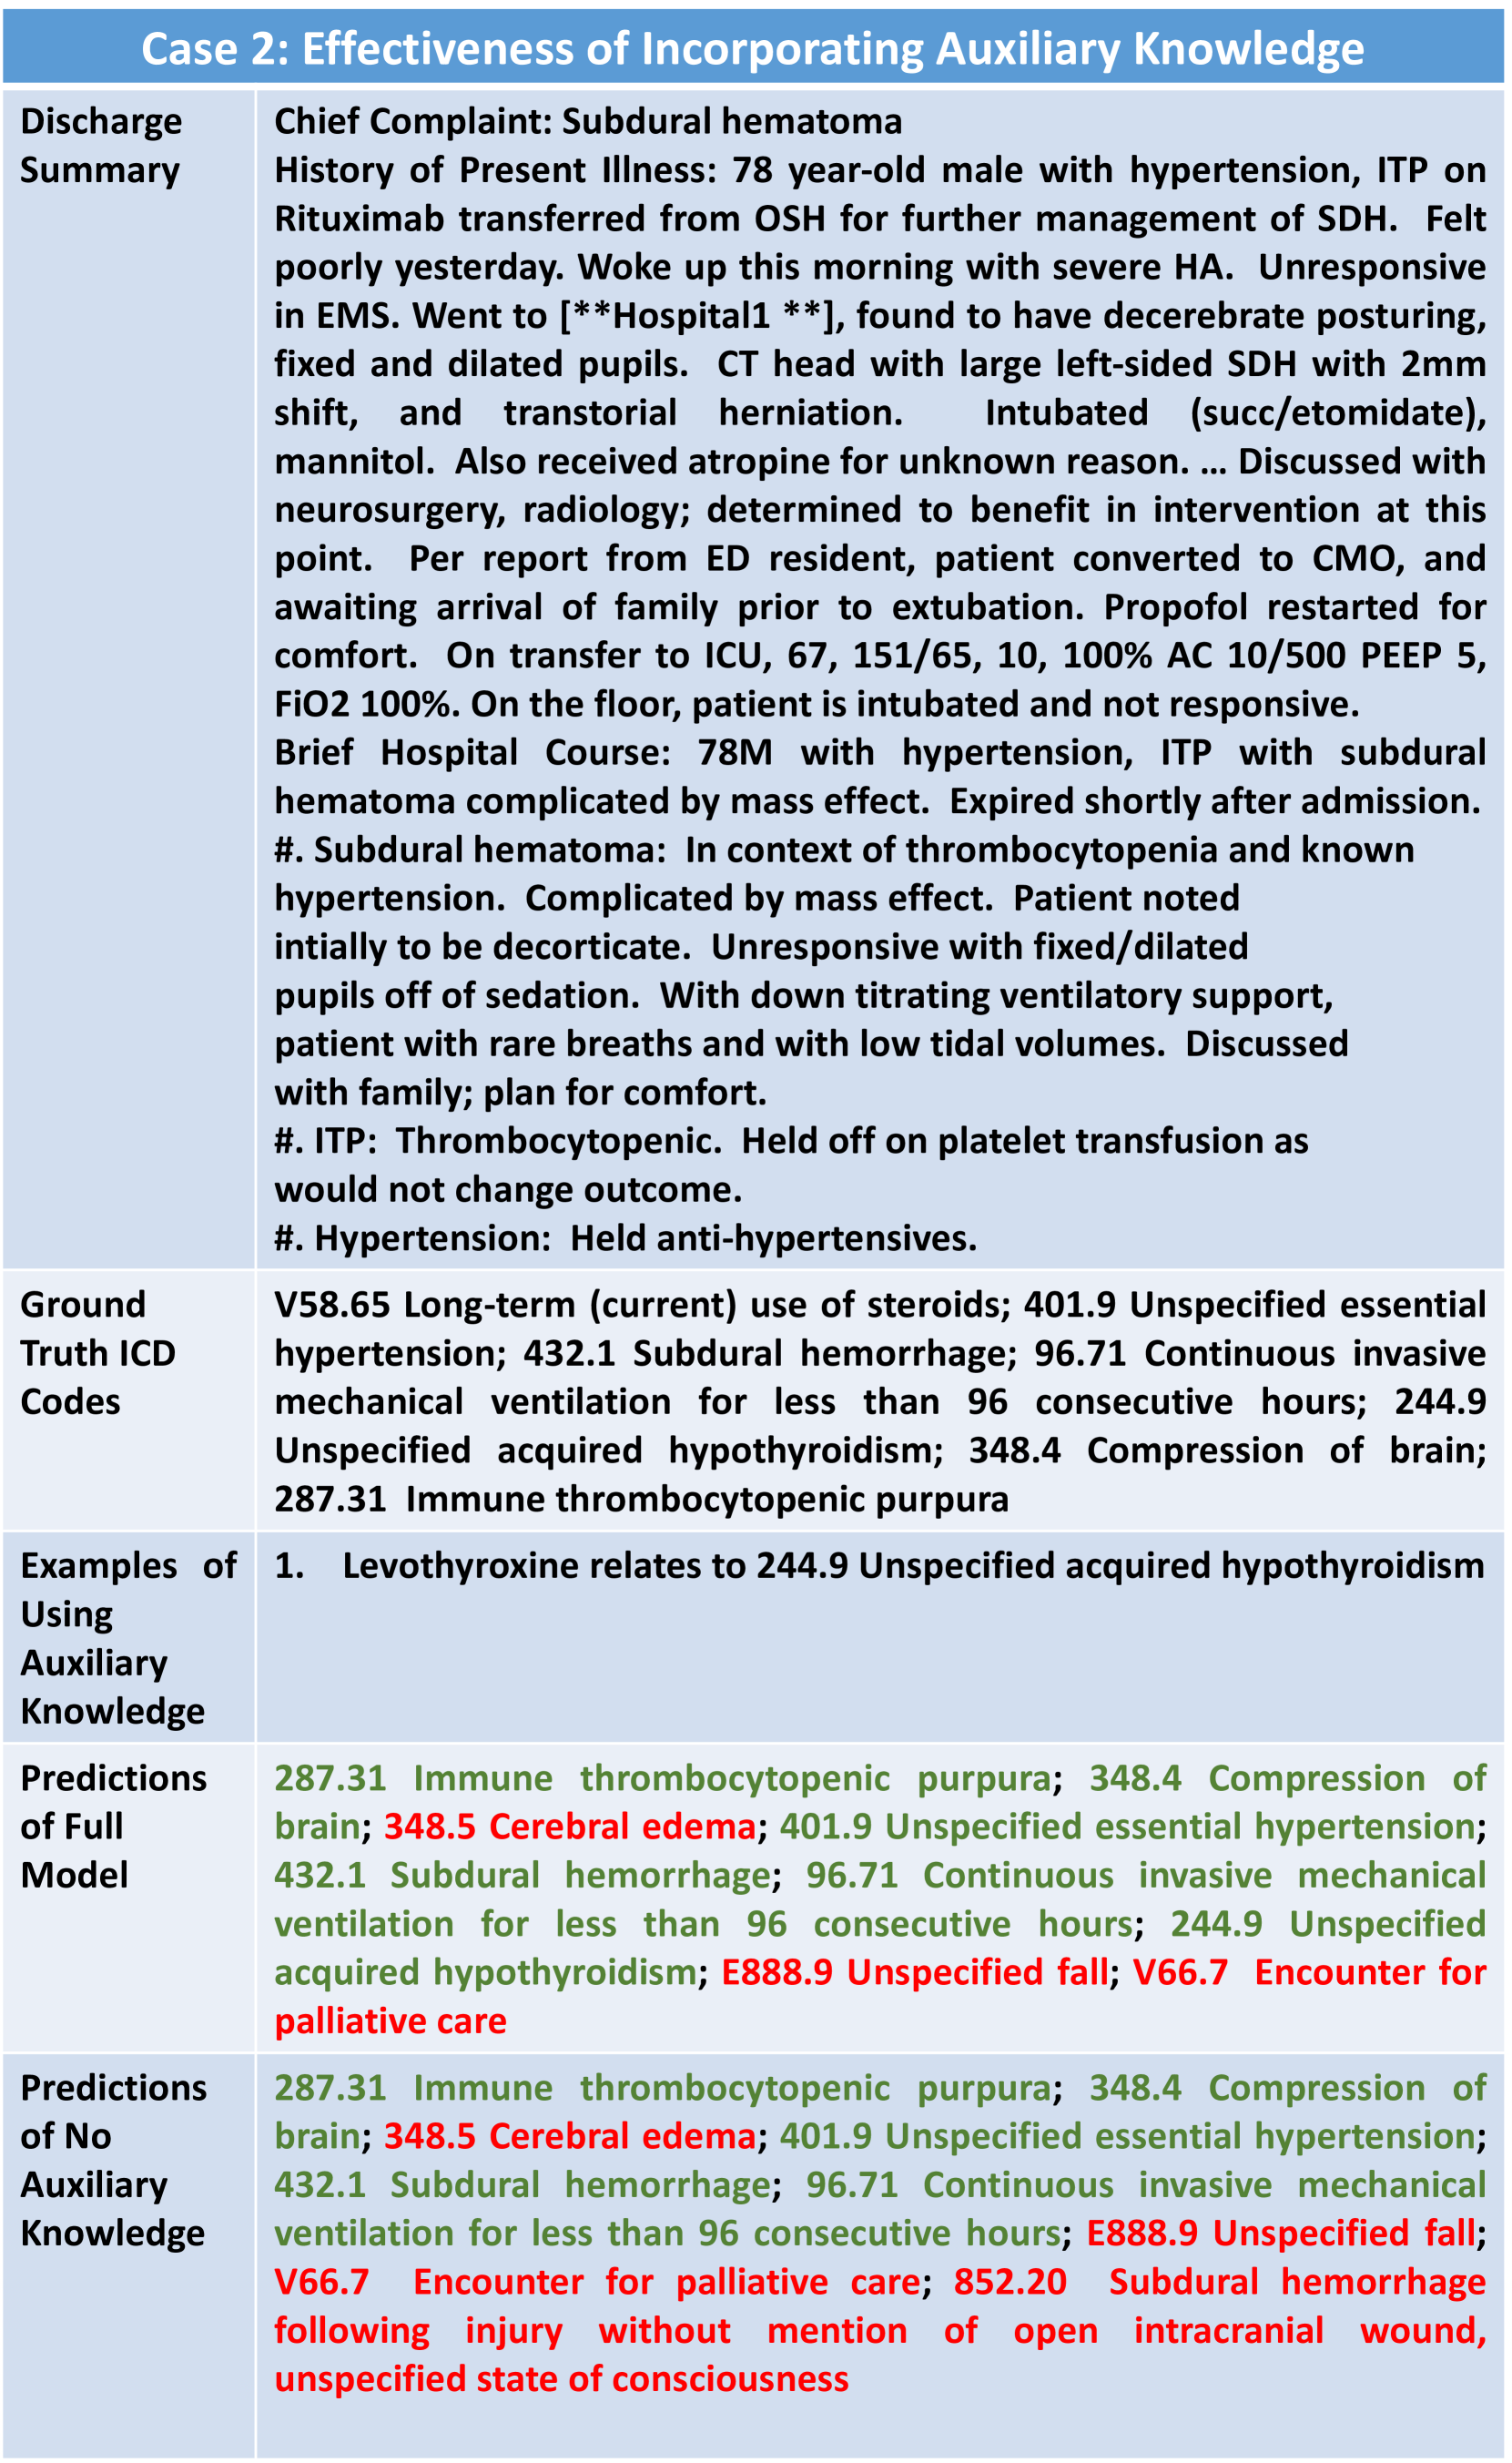 Case 2: Effectiveness of Incorporating Auxiliary Knowledge
Discharge
Summary
Chief Complaint: Subdural hematoma
History of Present Illness: 78 year-old male with hypertension, ITP on
Rituximab transferred from OSH for further management of SDH. Felt
poorly yesterday. Woke up this morning with severe HA. Unresponsive
in EMS. Went to [**Hospital1 **], found to have decerebrate posturing,
fixed and dilated pupils. CT head with large left-sided SDH with 2mm
shift, and transtorial herniation. Intubated (succ/etomidate),
mannitol. Also received atropine for unknown reason. … Discussed with
neurosurgery, radiology; determined to benefit in intervention at this
point. Per report from ED resident, patient converted to CMO, and
awaiting arrival of family prior to extubation. Propofol restarted for
comfort. On transfer to ICU, 67, 151/65, 10, 100% AC 10/500 PEEP 5,
FiO2 100%. On the floor, patient is intubated and not responsive.
Brief Hospital Course: 78M with hypertension, ITP with subdural
hematoma complicated by mass effect. Expired shortly after admission.
#. Subdural hematoma: In context of thrombocytopenia and known
hypertension. Complicated by mass effect. Patient noted
intially to be decorticate. Unresponsive with fixed/dilated
pupils off of sedation. With down titrating ventilatory support,
patient with rare breaths and with low tidal volumes. Discussed
with family; plan for comfort.
#. ITP: Thrombocytopenic. Held off on platelet transfusion as
would not change outcome.
#. Hypertension: Held anti-hypertensives.
Ground
Truth ICD
Codes
V58.65 Long-term (current) use of steroids; 401.9 Unspecified essential
hypertension; 432.1 Subdural hemorrhage; 96.71 Continuous invasive
mechanical ventilation for less than 96 consecutive hours; 244.9
Unspecified acquired hypothyroidism; 348.4 Compression of brain;
287.31 Immune thrombocytopenic purpura
Examples of
Using
Auxiliary
Knowledge
1. Levothyroxine relates to 244.9 Unspecified acquired hypothyroidism
Predictions
of Full
Model
287.31 Immune thrombocytopenic purpura; 348.4 Compression of
brain; 348.5 Cerebral edema; 401.9 Unspecified essential hypertension;
432.1 Subdural hemorrhage; 96.71 Continuous invasive mechanical
ventilation for less than 96 consecutive hours; 244.9 Unspecified
acquired hypothyroidism; E888.9 Unspecified fall; V66.7 Encounter for
palliative care
Predictions
of No
Auxiliary
Knowledge
287.31 Immune thrombocytopenic purpura; 348.4 Compression of
brain; 348.5 Cerebral edema; 401.9 Unspecified essential hypertension;
432.1 Subdural hemorrhage; 96.71 Continuous invasive mechanical
ventilation for less than 96 consecutive hours; E888.9 Unspecified fall;
V66.7 Encounter for palliative care; 852.20 Subdural hemorrhage
following injury without mention of open intracranial wound,
unspecified state of consciousness